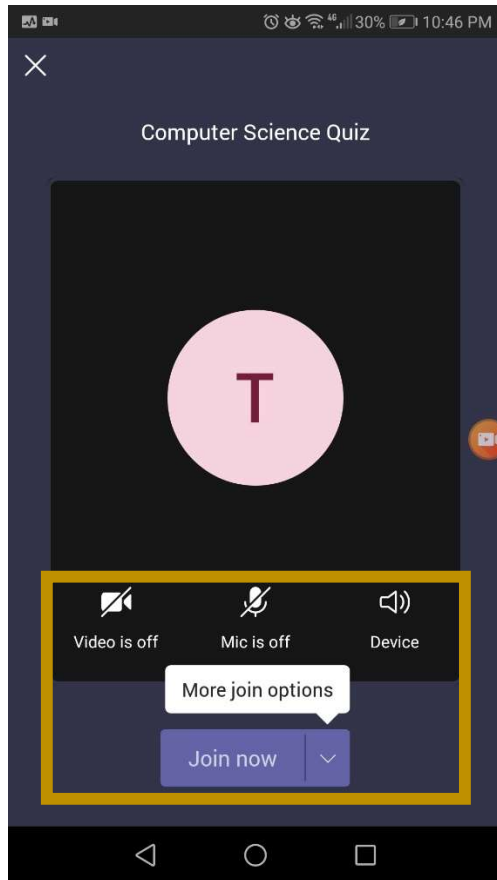 46 30% 10:46 PM
Computer Science Quiz
T
Video is off Mic is off Device
More join options
Join now